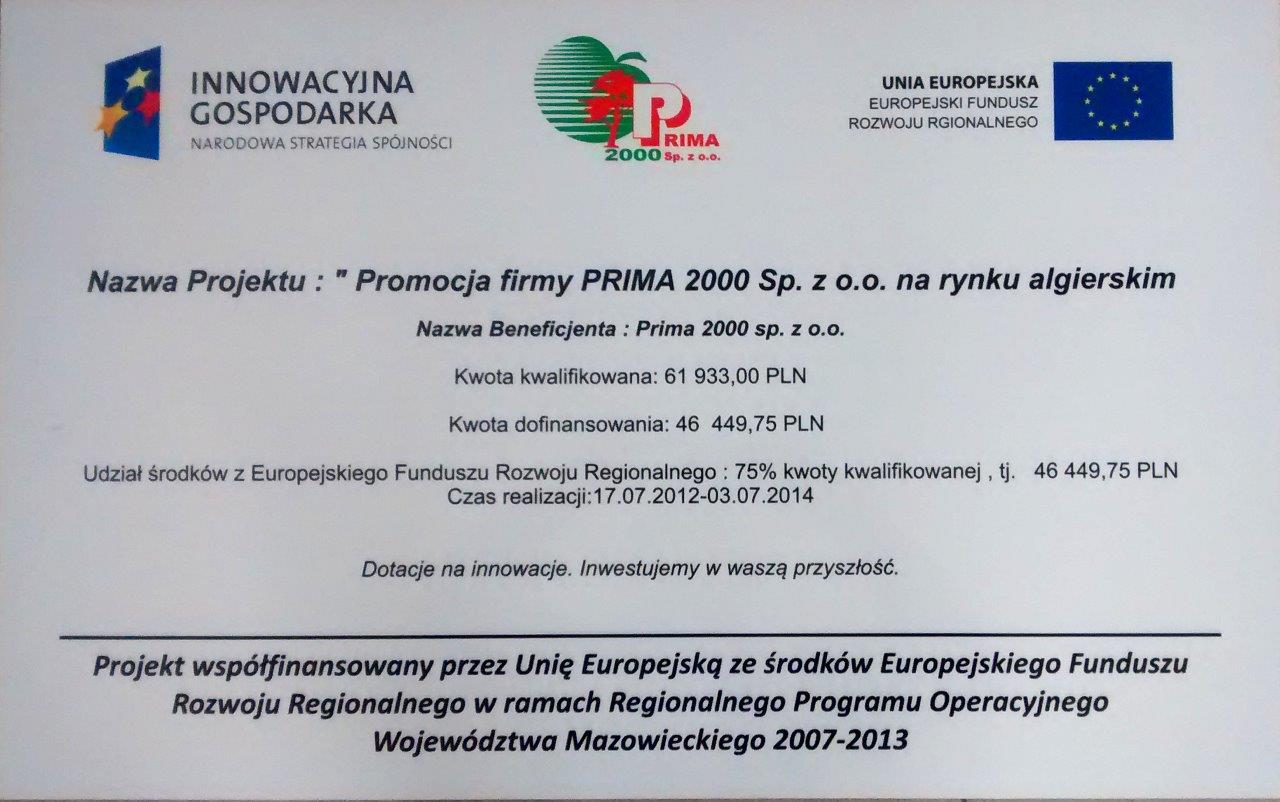 INNOWACYJNA
GOSPODARKA
NARODOWA STRATEGIA SPÓJNOŚCI
PRIMA
2000 Sp. z o.o.
UNIA EUROPEJSKA
EUROPEJSKI FUNDUSZ
ROZWOJU RGIONALNEGO
Nazwa Projektu : " Promocja firmy PRIMA 2000 Sp. z o.o. na rynku algierskim
Nazwa Beneficjenta : Prima 2000 sp. z o.o.
Kwota kwalifikowana: 61 933,00 PLN
Kwota dofinansowania: 46 449,75 PLN
Udział środków z Europejskiego Funduszu Rozwoju Regionalnego : 75% kwoty kwalifikowanej , tj. 46 449,75 PLN
Czas realizacji:17.07.2012-03.07.2014
Dotacje na innowacje. Inwestujemy w waszą przyszłość.
Projekt współfinansowany przez Unię Europejską ze środków Europejskiego Funduszu
Rozwoju Regionalnego w ramach Regionalnego Programu Operacyjnego
Województwa Mazowieckiego 2007-2013